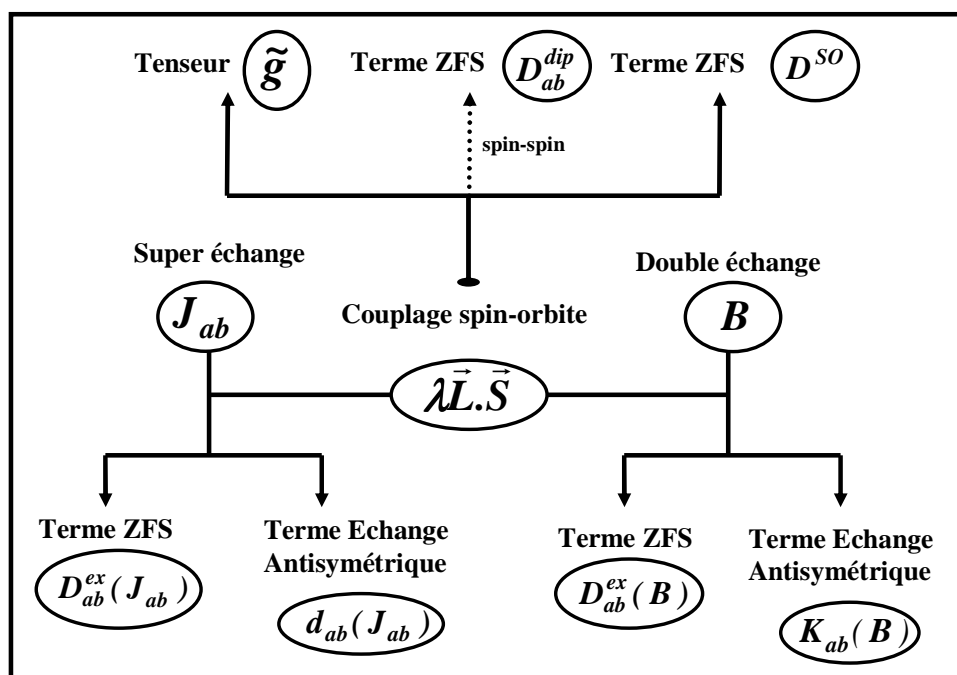 Tenseur g̃ Terme ZFS D_ab^dip Terme ZFS D^SO
spin-spin
Super échange
Double échange
J_ab
Couplage spin-orbite
B
λL⃗.S⃗
Terme ZFS
D_ab^ex(J_ab)
Terme Echange
Antisymétrique
d_ab(J_ab)
Terme ZFS
D_ab^ex(B)
Terme Echange
Antisymétrique
K_ab(B)